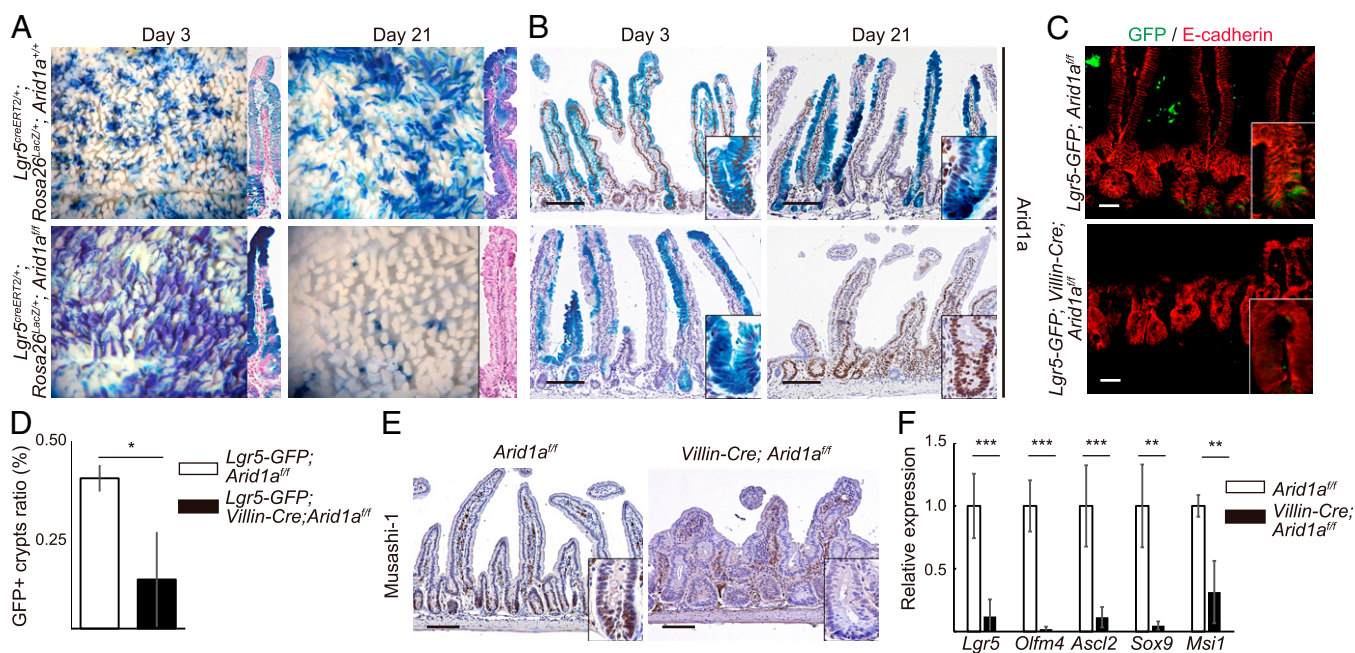 A
Day 3
Day 21
Lgr5creERT2/+;
Rosa26LacZ/+; Arid1a+/+
Lgr5creERT2/+;
Rosa26LacZ/+; Arid1af/f
B
Day 3
Day 21
Arid1a
C
GFP / E-cadherin
Lgr5-GFP; Arid1af/f
Lgr5-GFP; Villin-Cre;
Arid1af/f
D
GFP+ crypts ratio (%)
0.50
0.25
*
Lgr5-GFP;
Arid1af/f
Lgr5-GFP;
Villin-Cre;Arid1af/f
E
Musashi-1
Arid1af/f
Villin-Cre; Arid1af/f
F
Relative expression
1.5
1.0
0.5
*** *** *** ** **
Arid1af/f
Villin-Cre;
Arid1af/f
Lgr5 Olfm4 Ascl2 Sox9 Msi1